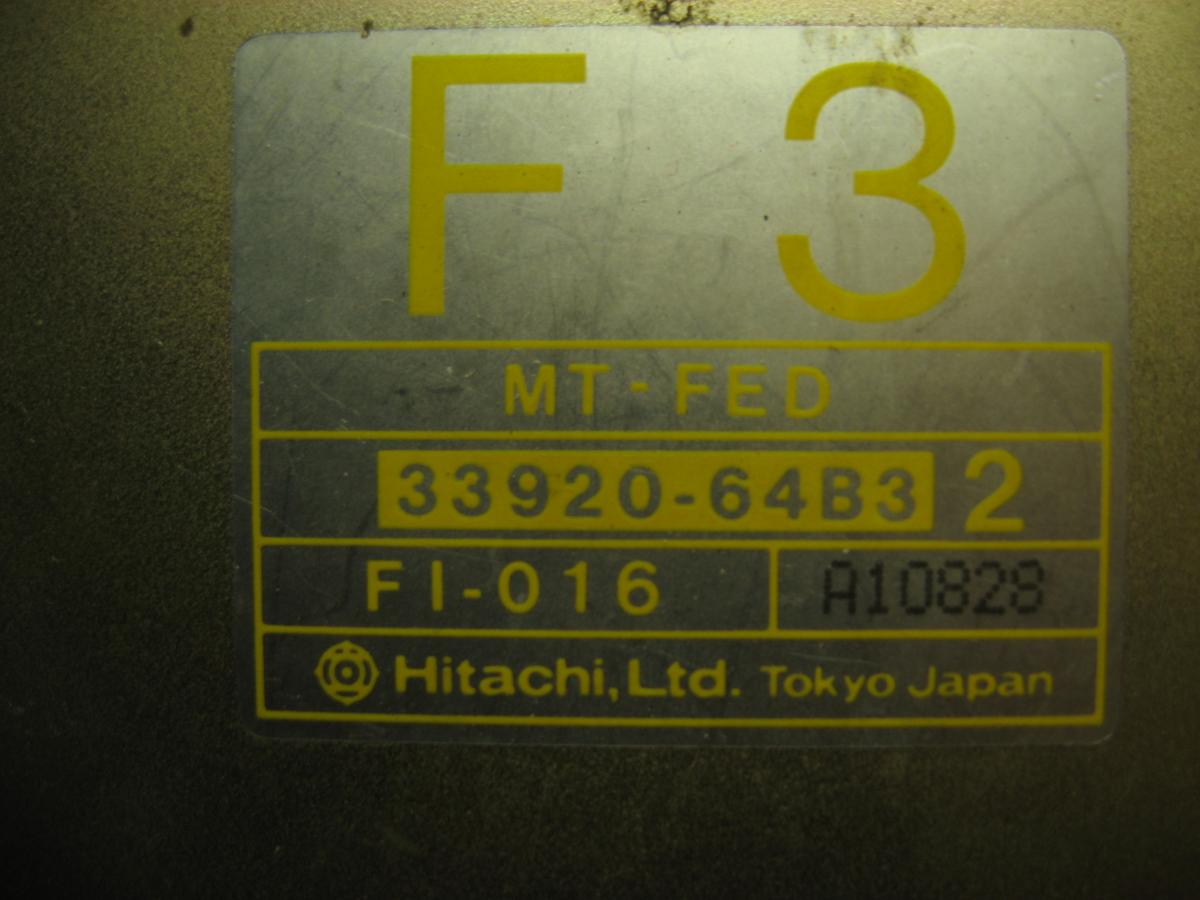 F 3
MT-FED
33920-64B3 2
FI-016 A10828
Hitachi, Ltd. Tokyo Japan